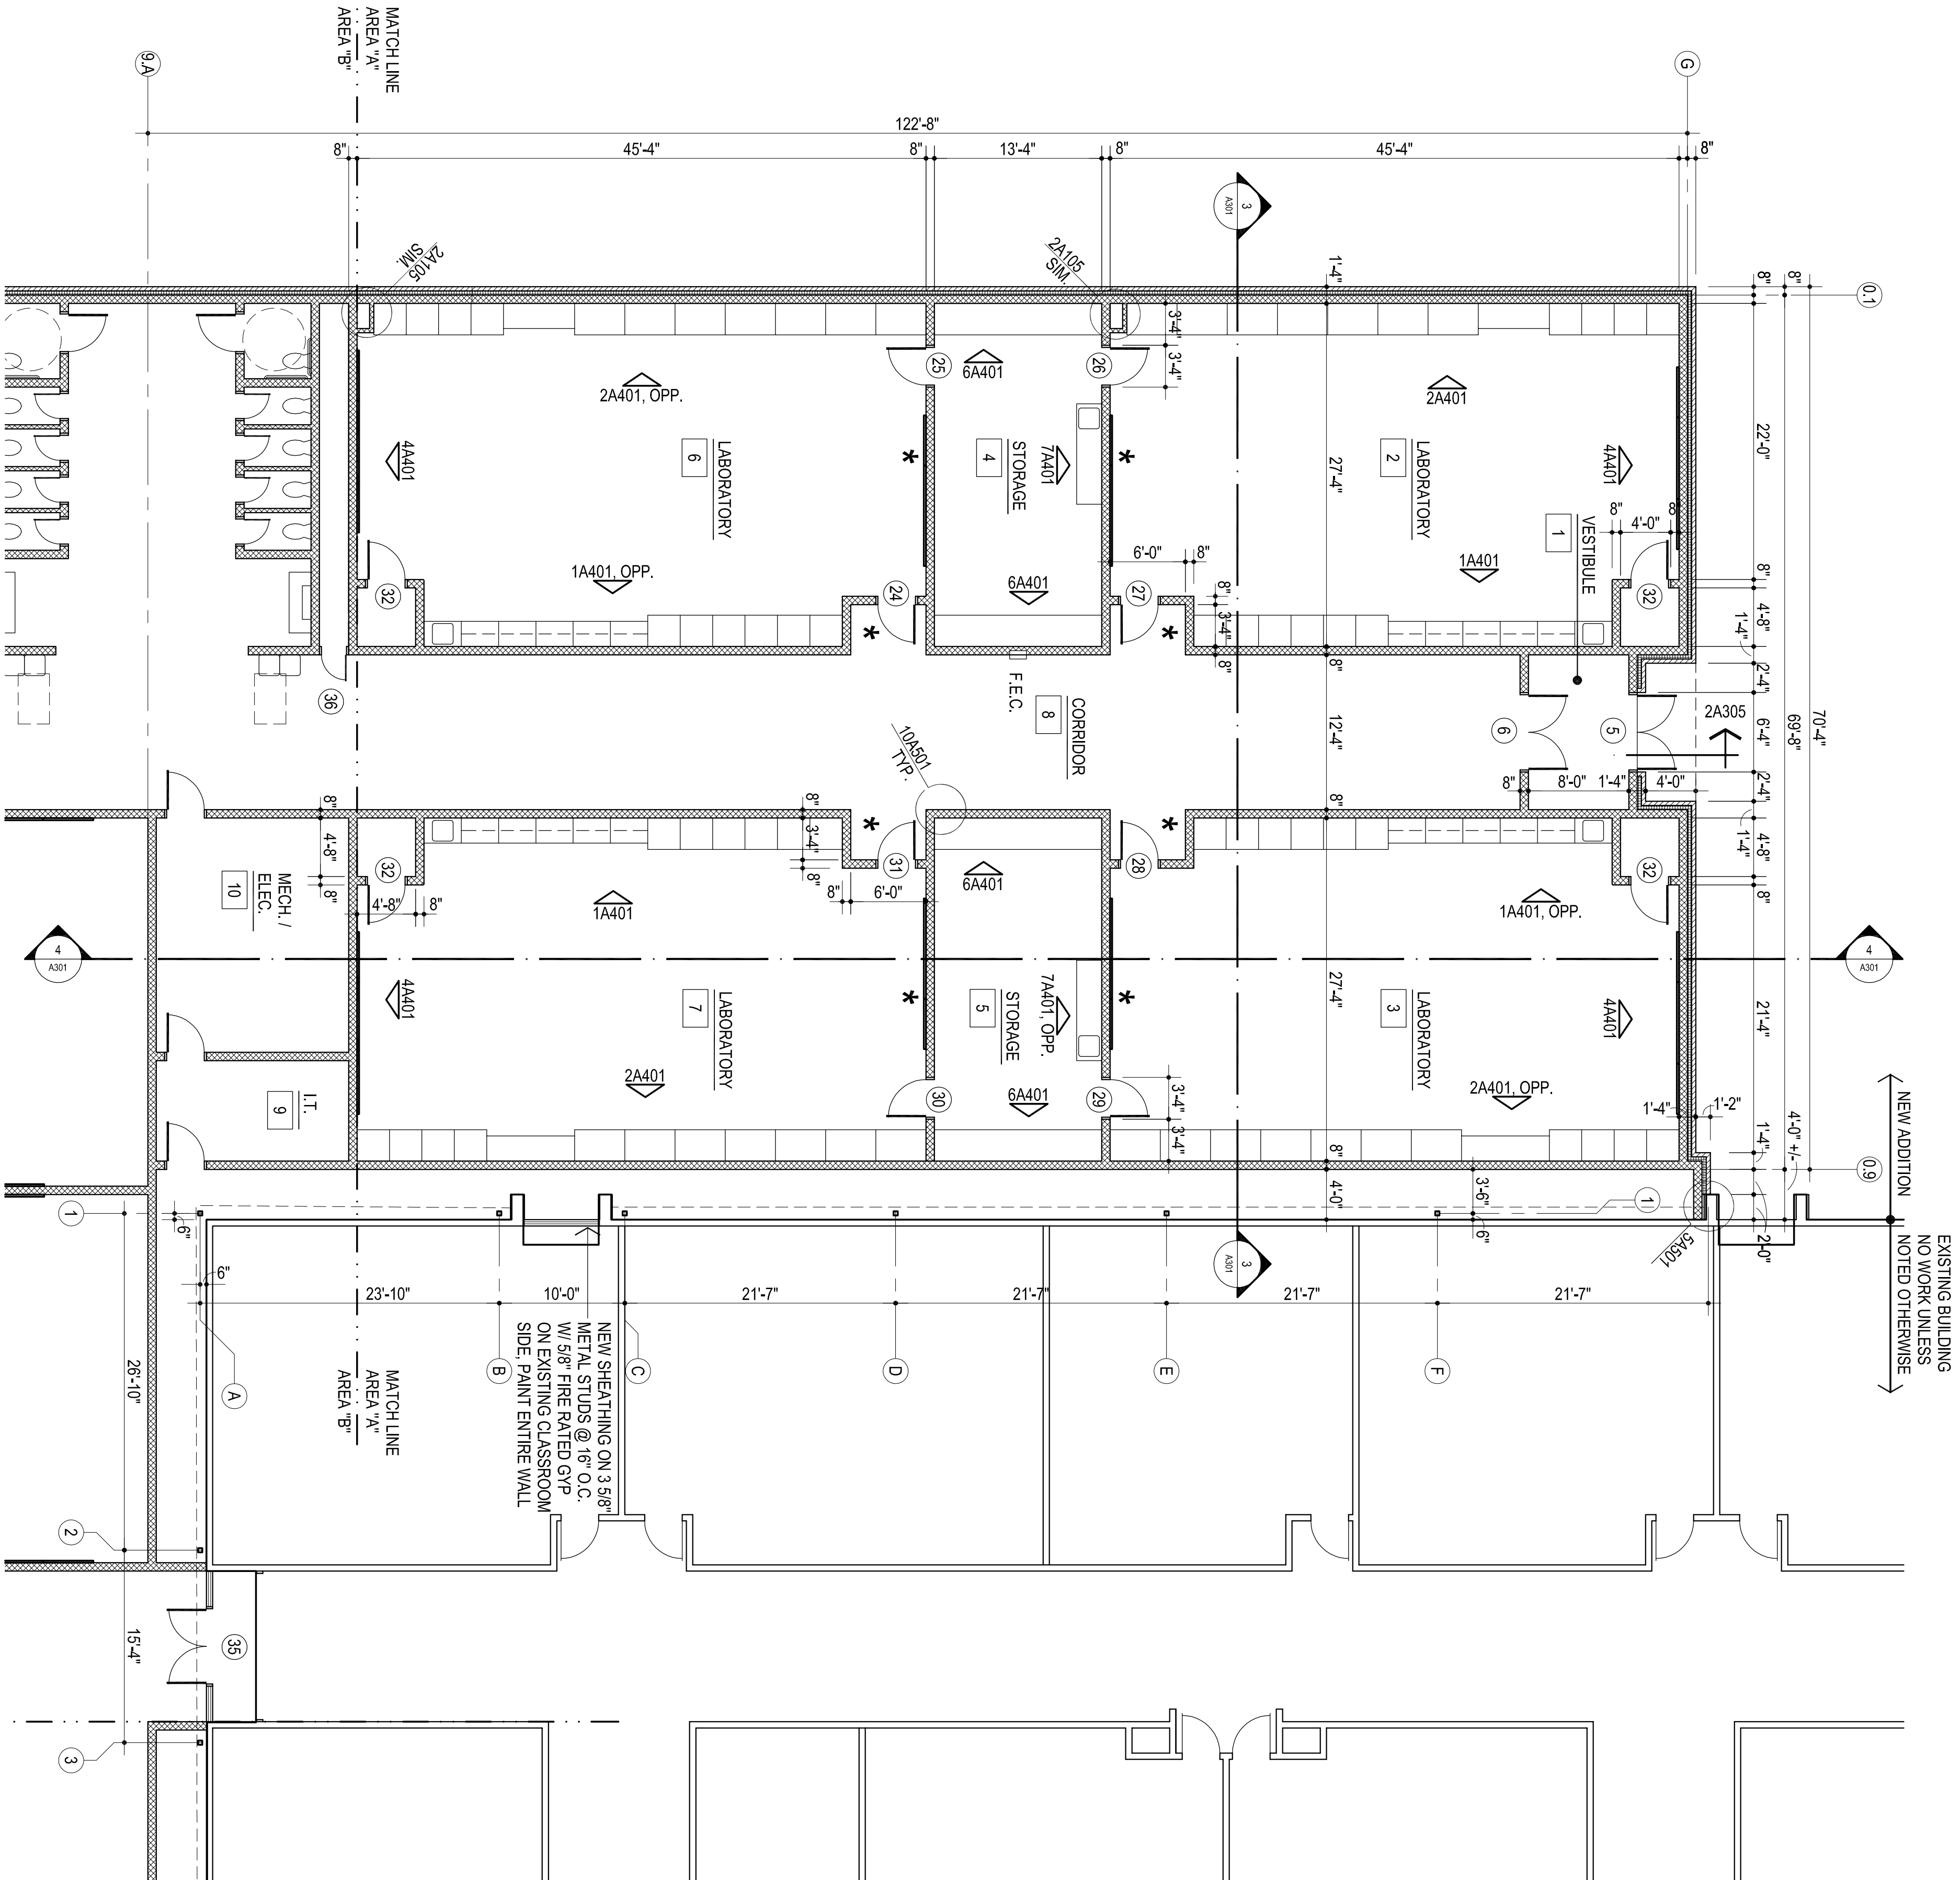 MATCH LINE
AREA "A"
AREA "B"
9.A
G
122'-8"
8"
45'-4"
8"
13'-4"
8"
45'-4"
8"
3
A301
2A105
SIM.
2A105
SIM.
1'-4"
8"
8"
0.1
3'-4"
3'-4"
25
26
6A401
2A401, OPP.
2A401
22'-0"
70'-4"
69'-8"
4A401
6
LABORATORY
*
4
STORAGE
7A401
*
27'-4"
2
LABORATORY
4A401
1
VESTIBULE
8"
4'-0"
8"
1A401, OPP.
6A401
1A401
6'-0"
8"
8"
32
24
27
32
4'-8"
*
*
8"
3'-4"
8"
8"
1'-4"
2'-4"
36
F.E.C.
8
CORRIDOR
12'-4"
6
5
2A305
6'-4"
10A501
TYP.
8"
8'-0"
1'-4"
4'-0"
2'-4"
8"
8"
8"
1'-4"
4'-8"
8"
*
*
3'-4"
8"
4'-8"
8"
32
31
28
32
10
MECH. /
ELEC.
4'-8"
8"
8"
6'-0"
6A401
1A401
1A401, OPP.
4
A301
4
A301
4A401
7
LABORATORY
*
5
STORAGE
7A401, OPP.
*
27'-4"
3
LABORATORY
4A401
21'-4"
2A401
6A401
2A401, OPP.
30
29
3'-4"
3'-4"
9
I.T.
1'-4"
1'-2"
1'-4"
4'-0" +/-
0.9
NEW ADDITION
EXISTING BUILDING
NO WORK UNLESS
NOTED OTHERWISE
8"
4'-0"
3'-6"
6"
1
5A501
2'-0"
1
6"
6"
3
A301
23'-10"
10'-0"
21'-7"
21'-7"
21'-7"
21'-7"
A
B
C
D
E
F
26'-10"
MATCH LINE
AREA "A"
AREA "B"
NEW SHEATHING ON 3 5/8"
METAL STUDS @ 16" O.C.
W/ 5/8" FIRE RATED GYP
ON EXISTING CLASSROOM
SIDE, PAINT ENTIRE WALL
2
15'-4"
35
3